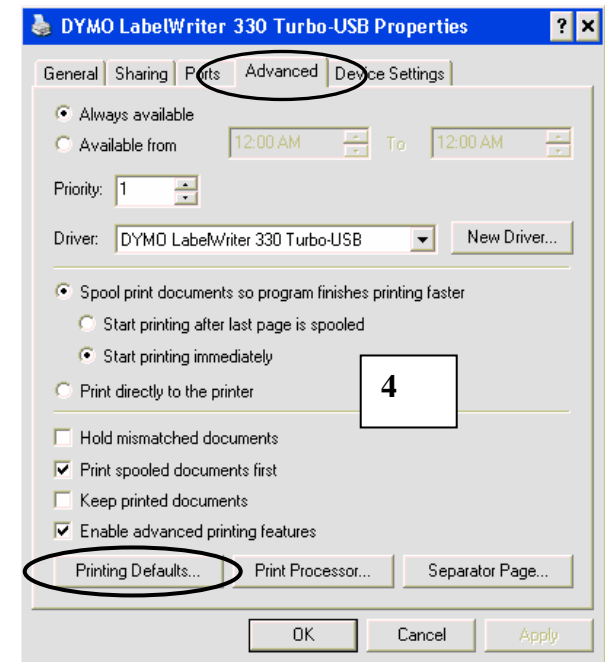 DYMO LabelWriter 330 Turbo-USB Properties ? X
General Sharing Ports Advanced Device Settings
Always available
Available from 12:00 AM To 12:00 AM
Priority: 1
Driver: DYMO LabelWriter 330 Turbo-USB New Driver...
Spool print documents so program finishes printing faster
Start printing after last page is spooled
Start printing immediately
Print directly to the printer
4
Hold mismatched documents
Print spooled documents first
Keep printed documents
Enable advanced printing features
Printing Defaults... Print Processor... Separator Page...
OK Cancel Apply